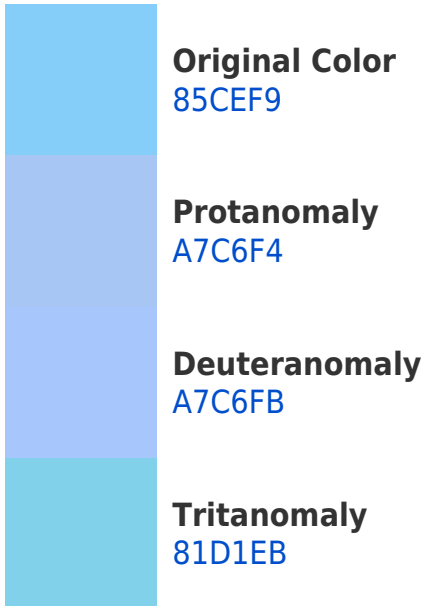 Original Color
85CEF9
Protanomaly
A7C6F4
Deuteranomaly
A7C6FB
Tritanomaly
81D1EB